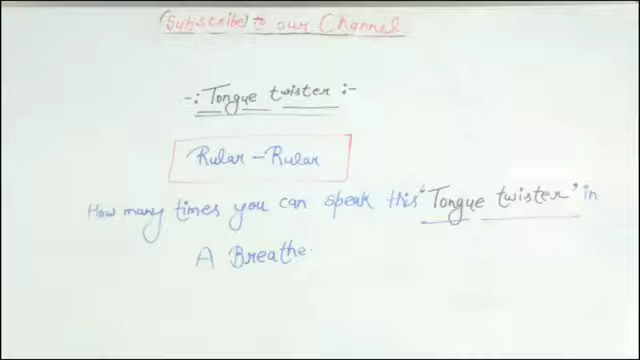 (Subscribe) to our Channel
-: Tongue twister :-
Rular - Rular
How many times you can speak this "Tongue twister" in
A Breathe.